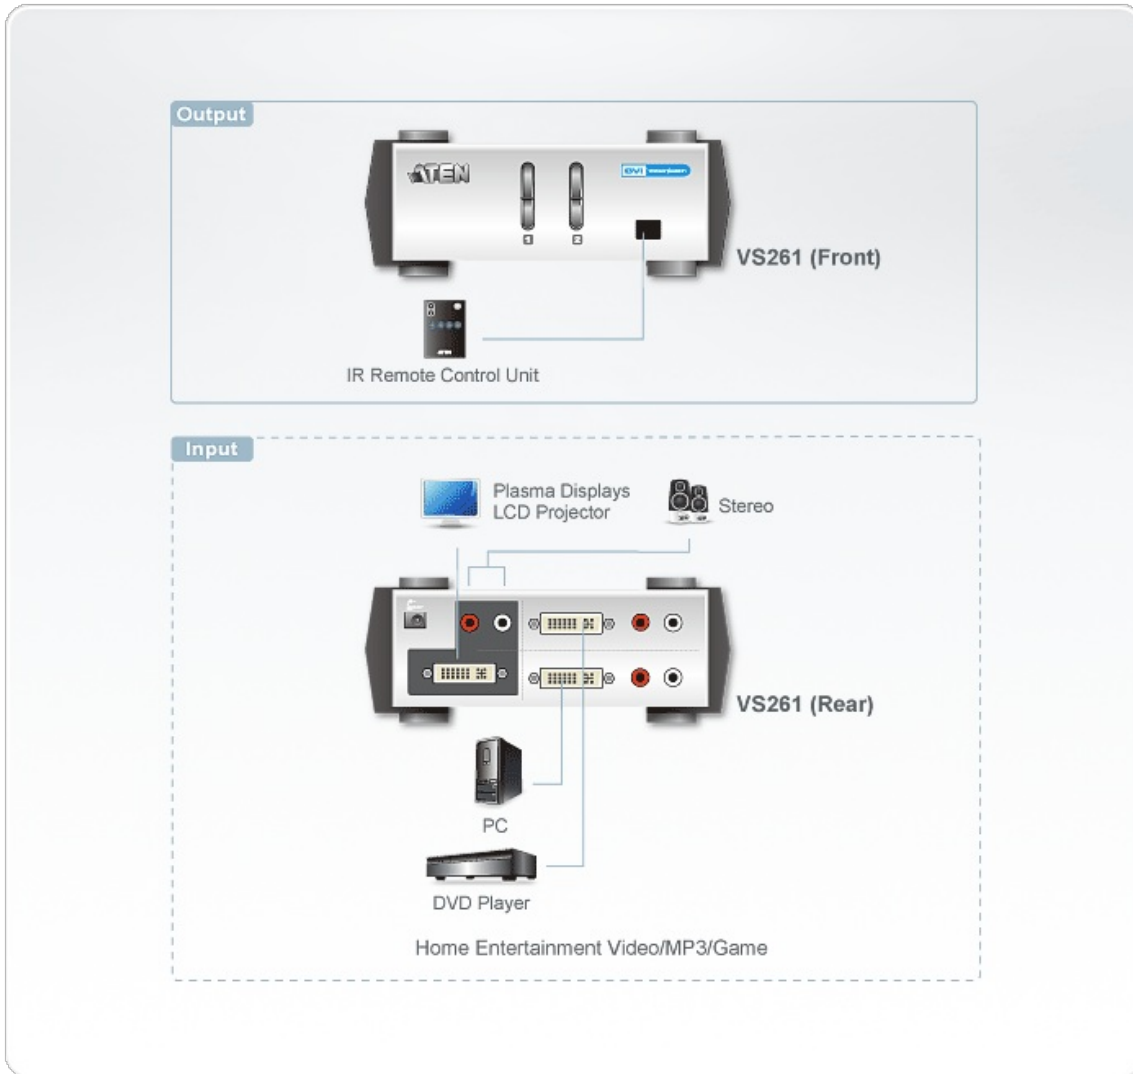 Output
ATEN
DVI
1
2
VS261 (Front)
IR Remote Control Unit
Input
Plasma Displays
LCD Projector
Stereo
VS261 (Rear)
PC
DVD Player
Home Entertainment Video/MP3/Game